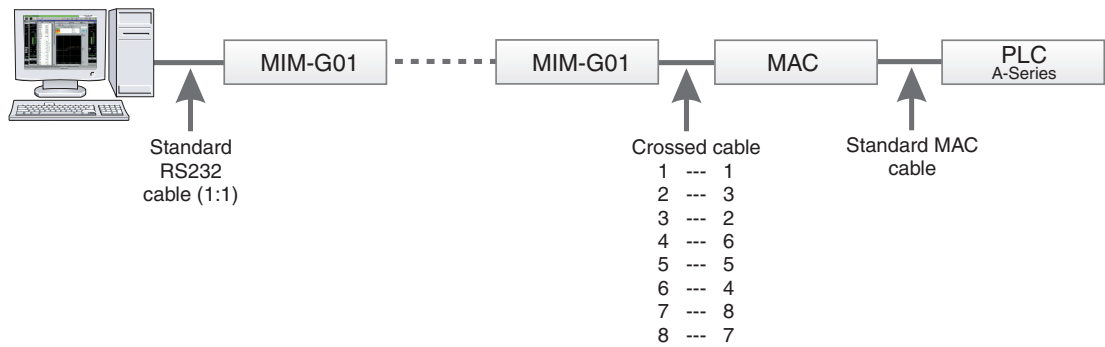 MIM-G01
MIM-G01
MAC
PLC
A-Series
Standard
RS232
cable (1:1)
Crossed cable
1 --- 1
2 --- 3
3 --- 2
4 --- 6
5 --- 5
6 --- 4
7 --- 8
8 --- 7
Standard MAC
cable